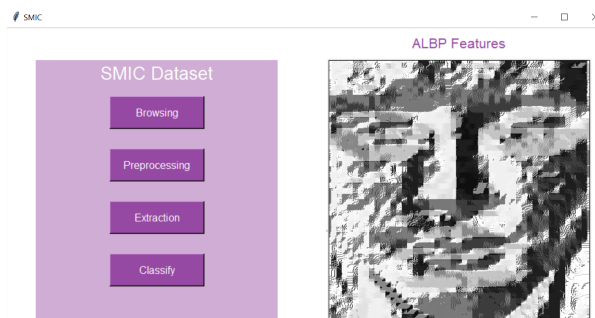 SMIC
ALBP Features
SMIC Dataset
Browsing
Preprocessing
Extraction
Classify